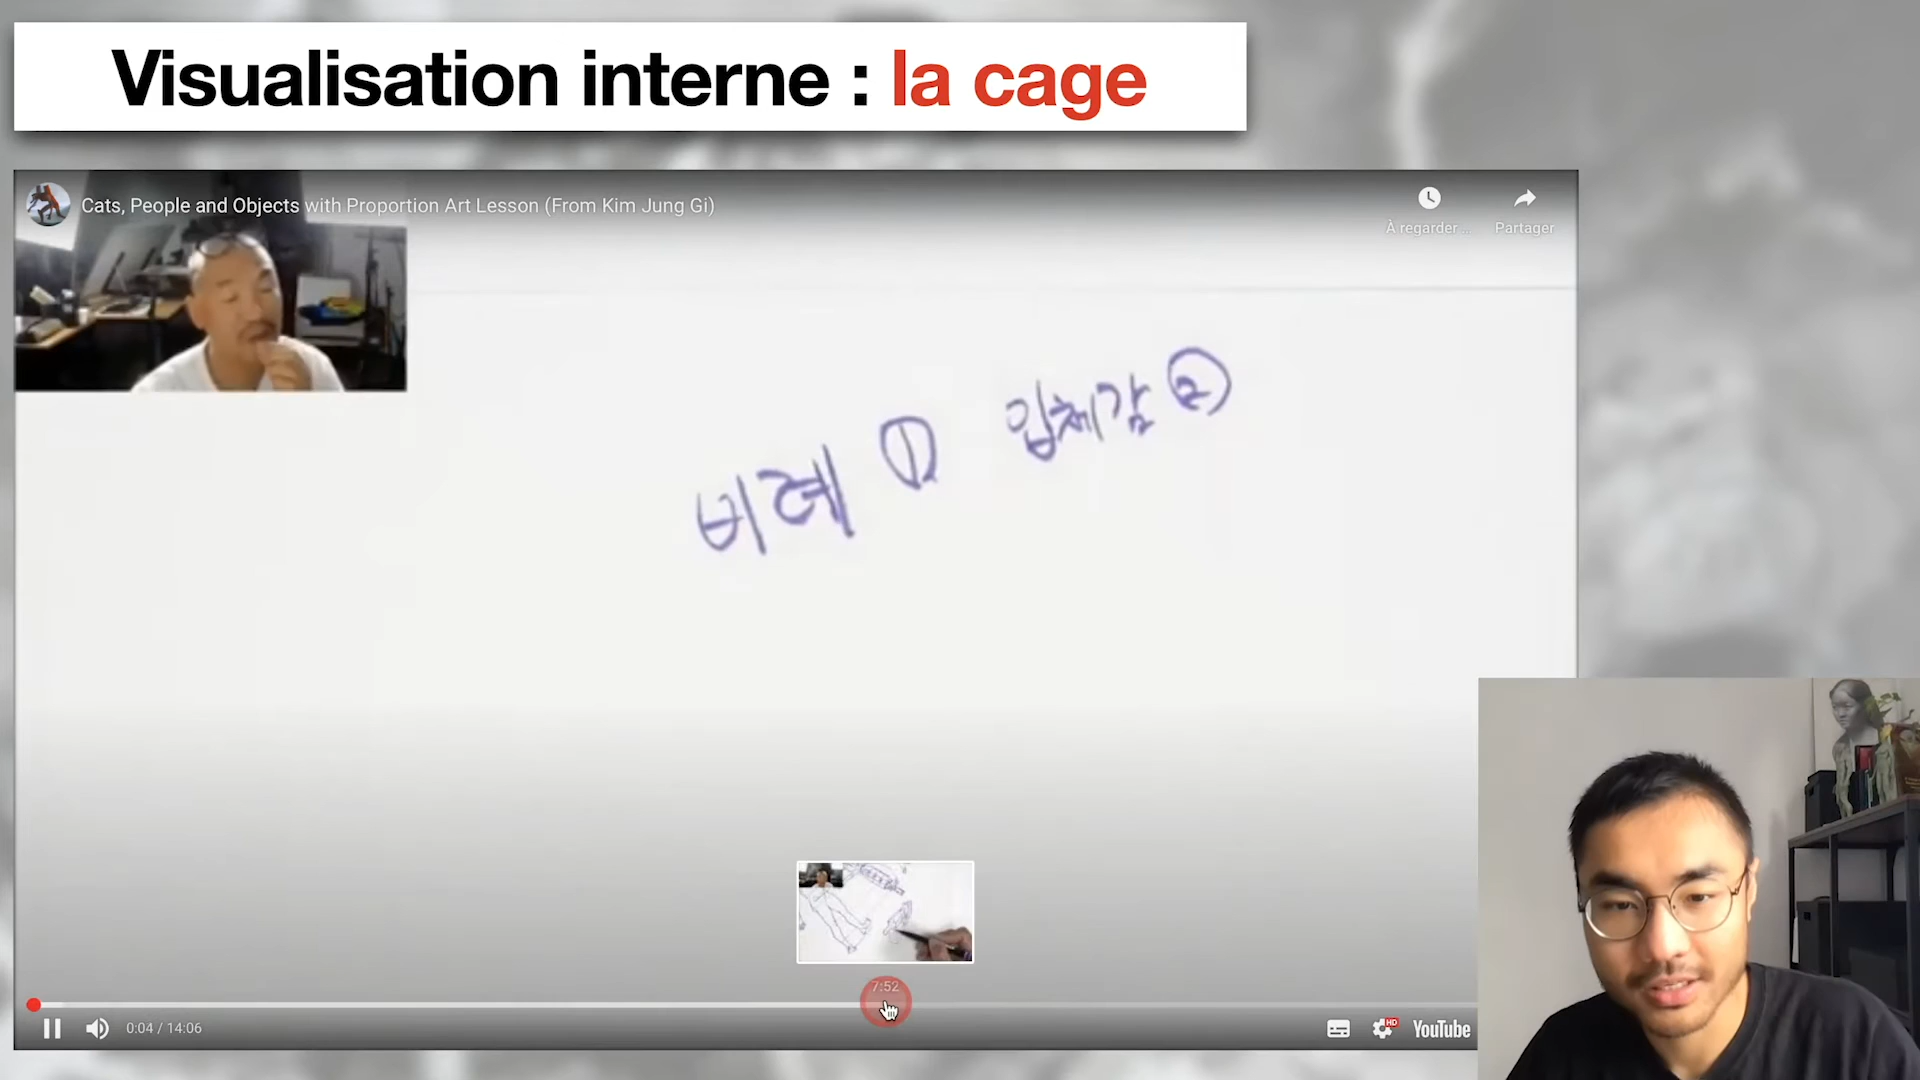 Visualisation interne : la cage
Cats, People and Objects with Proportion Art Lesson (From Kim Jung Gi)
À regarder...
Partager
비례 ① 입체감 ②
7:52
0:04 / 14:06
HD
YouTube